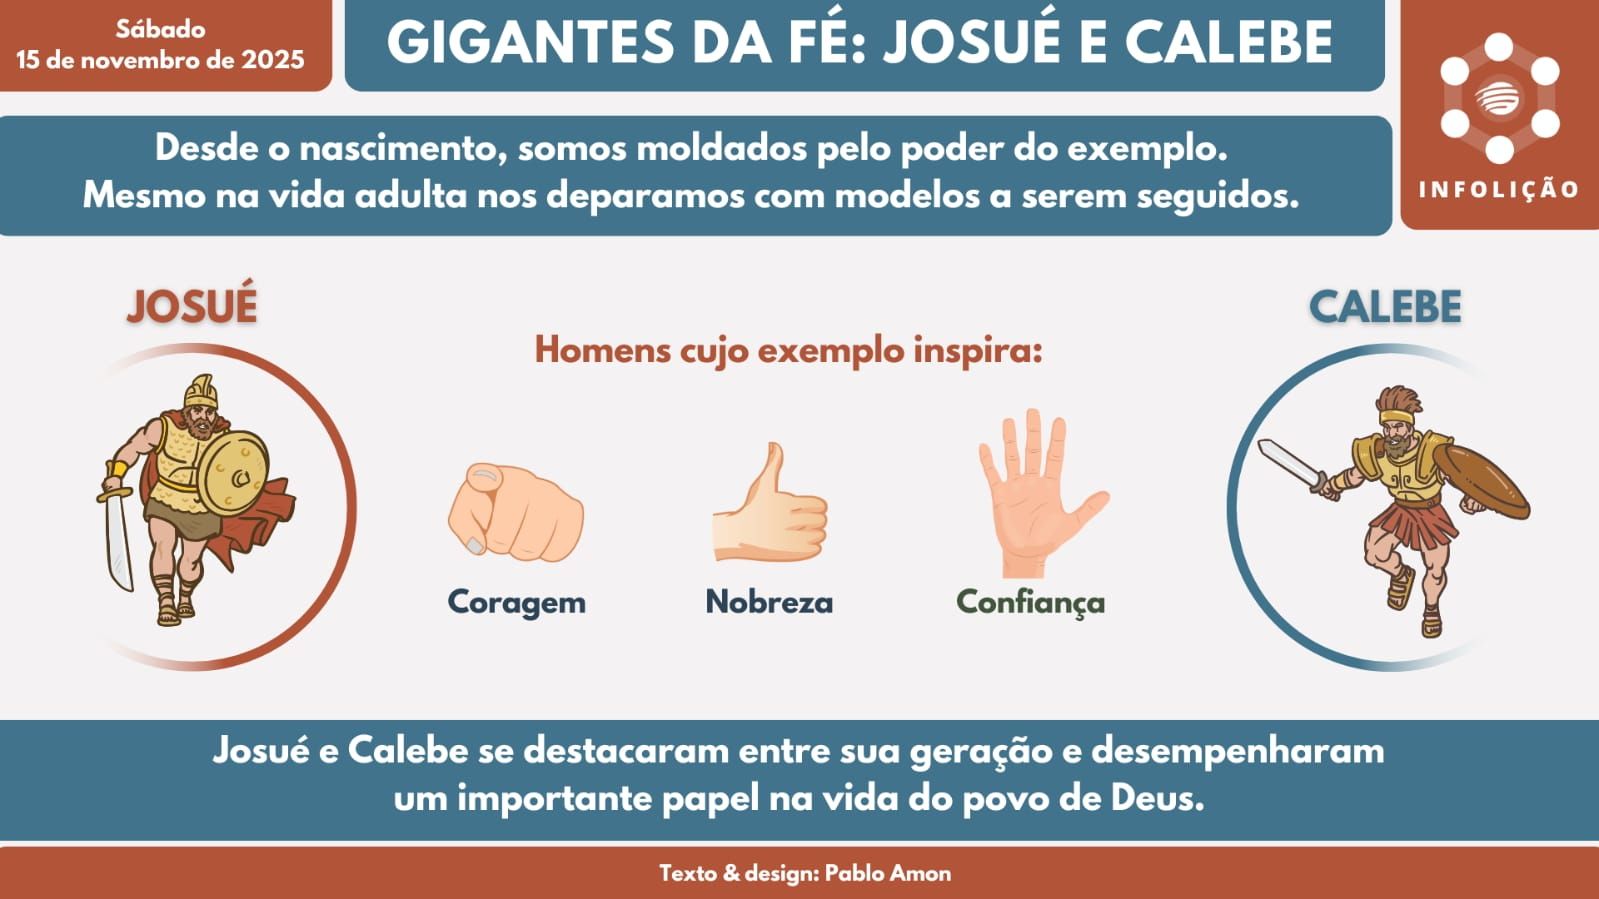 Sábado
15 de novembro de 2025
GIGANTES DA FÉ: JOSUÉ E CALEBE
INFOLIÇÃO
Desde o nascimento, somos moldados pelo poder do exemplo.
Mesmo na vida adulta nos deparamos com modelos a serem seguidos.
JOSUÉ
CALEBE
Homens cujo exemplo inspira:
Coragem
Nobreza
Confiança
Josué e Calebe se destacaram entre sua geração e desempenharam
um importante papel na vida do povo de Deus.
Texto & design: Pablo Amon